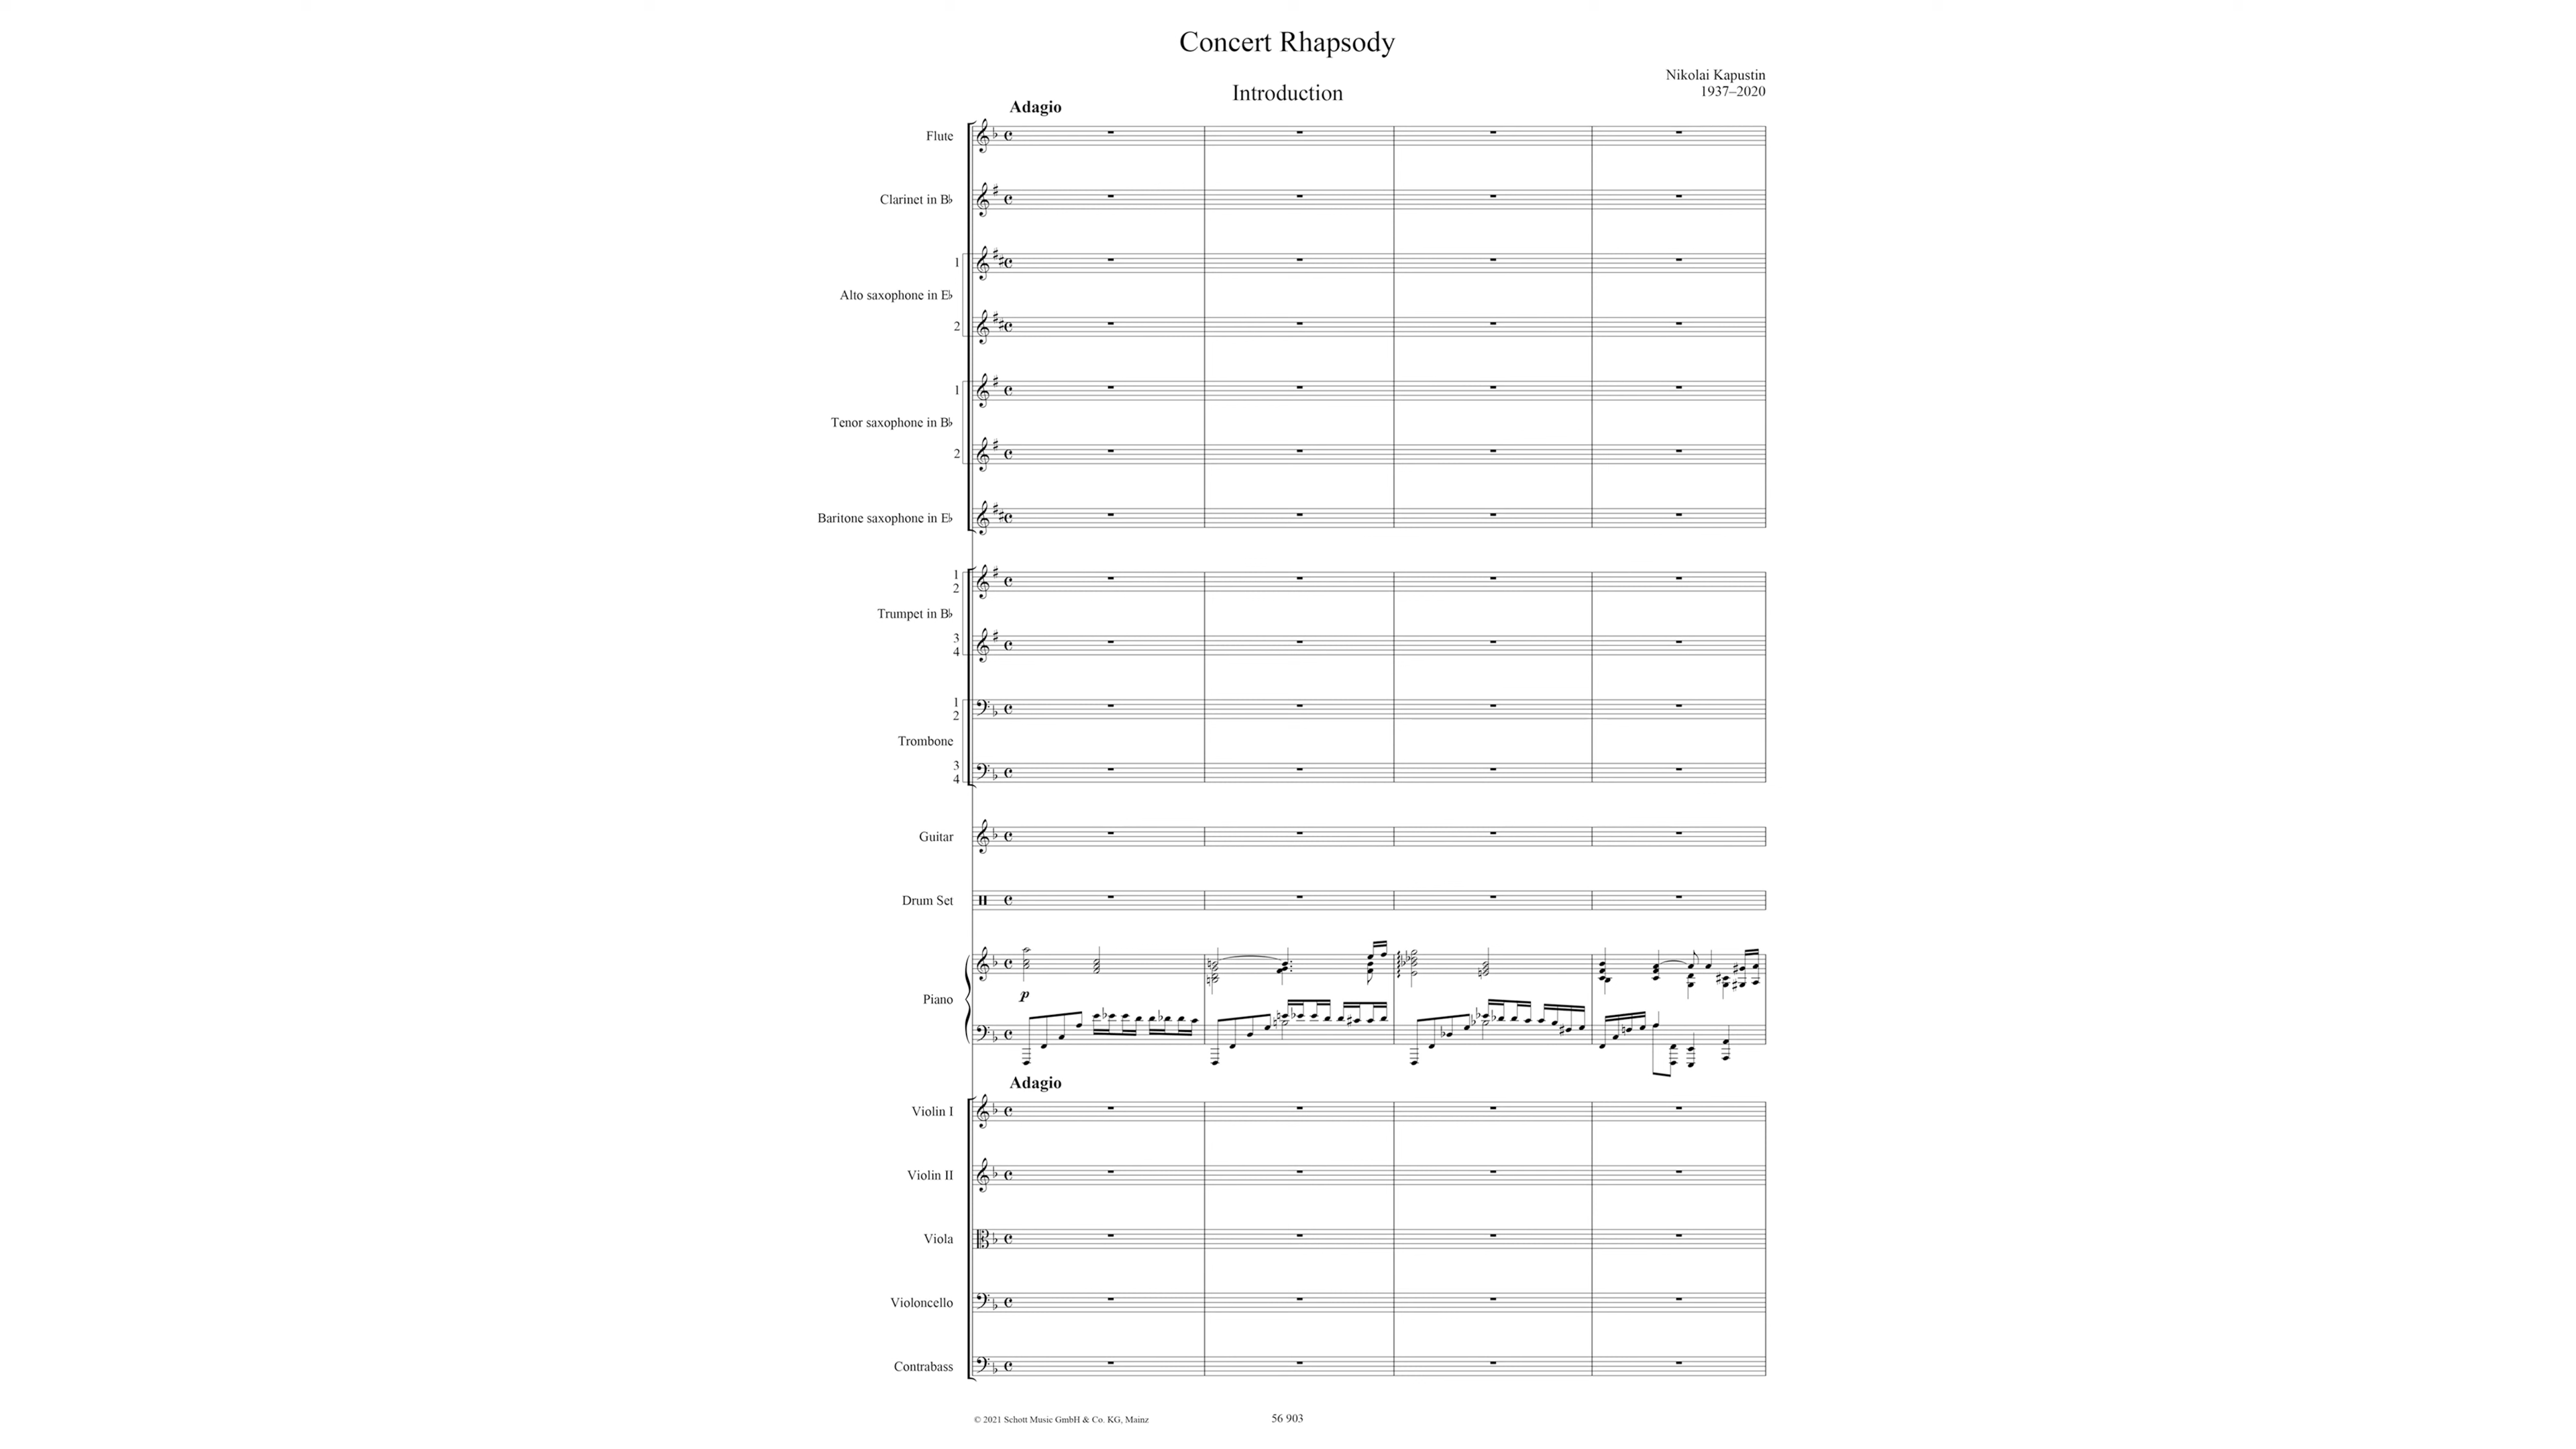 Concert Rhapsody
Nikolai Kapustin
1937–2020
Introduction
Adagio
Flute
Clarinet in B♭
1
Alto saxophone in E♭
2
1
Tenor saxophone in B♭
2
Baritone saxophone in E♭
1
2
Trumpet in B♭
3
4
1
2
Trombone
3
4
Guitar
Drum Set
p
Piano
Adagio
Violin I
Violin II
Viola
Violoncello
Contrabass
© 2021 Schott Music GmbH & Co. KG, Mainz
56 903